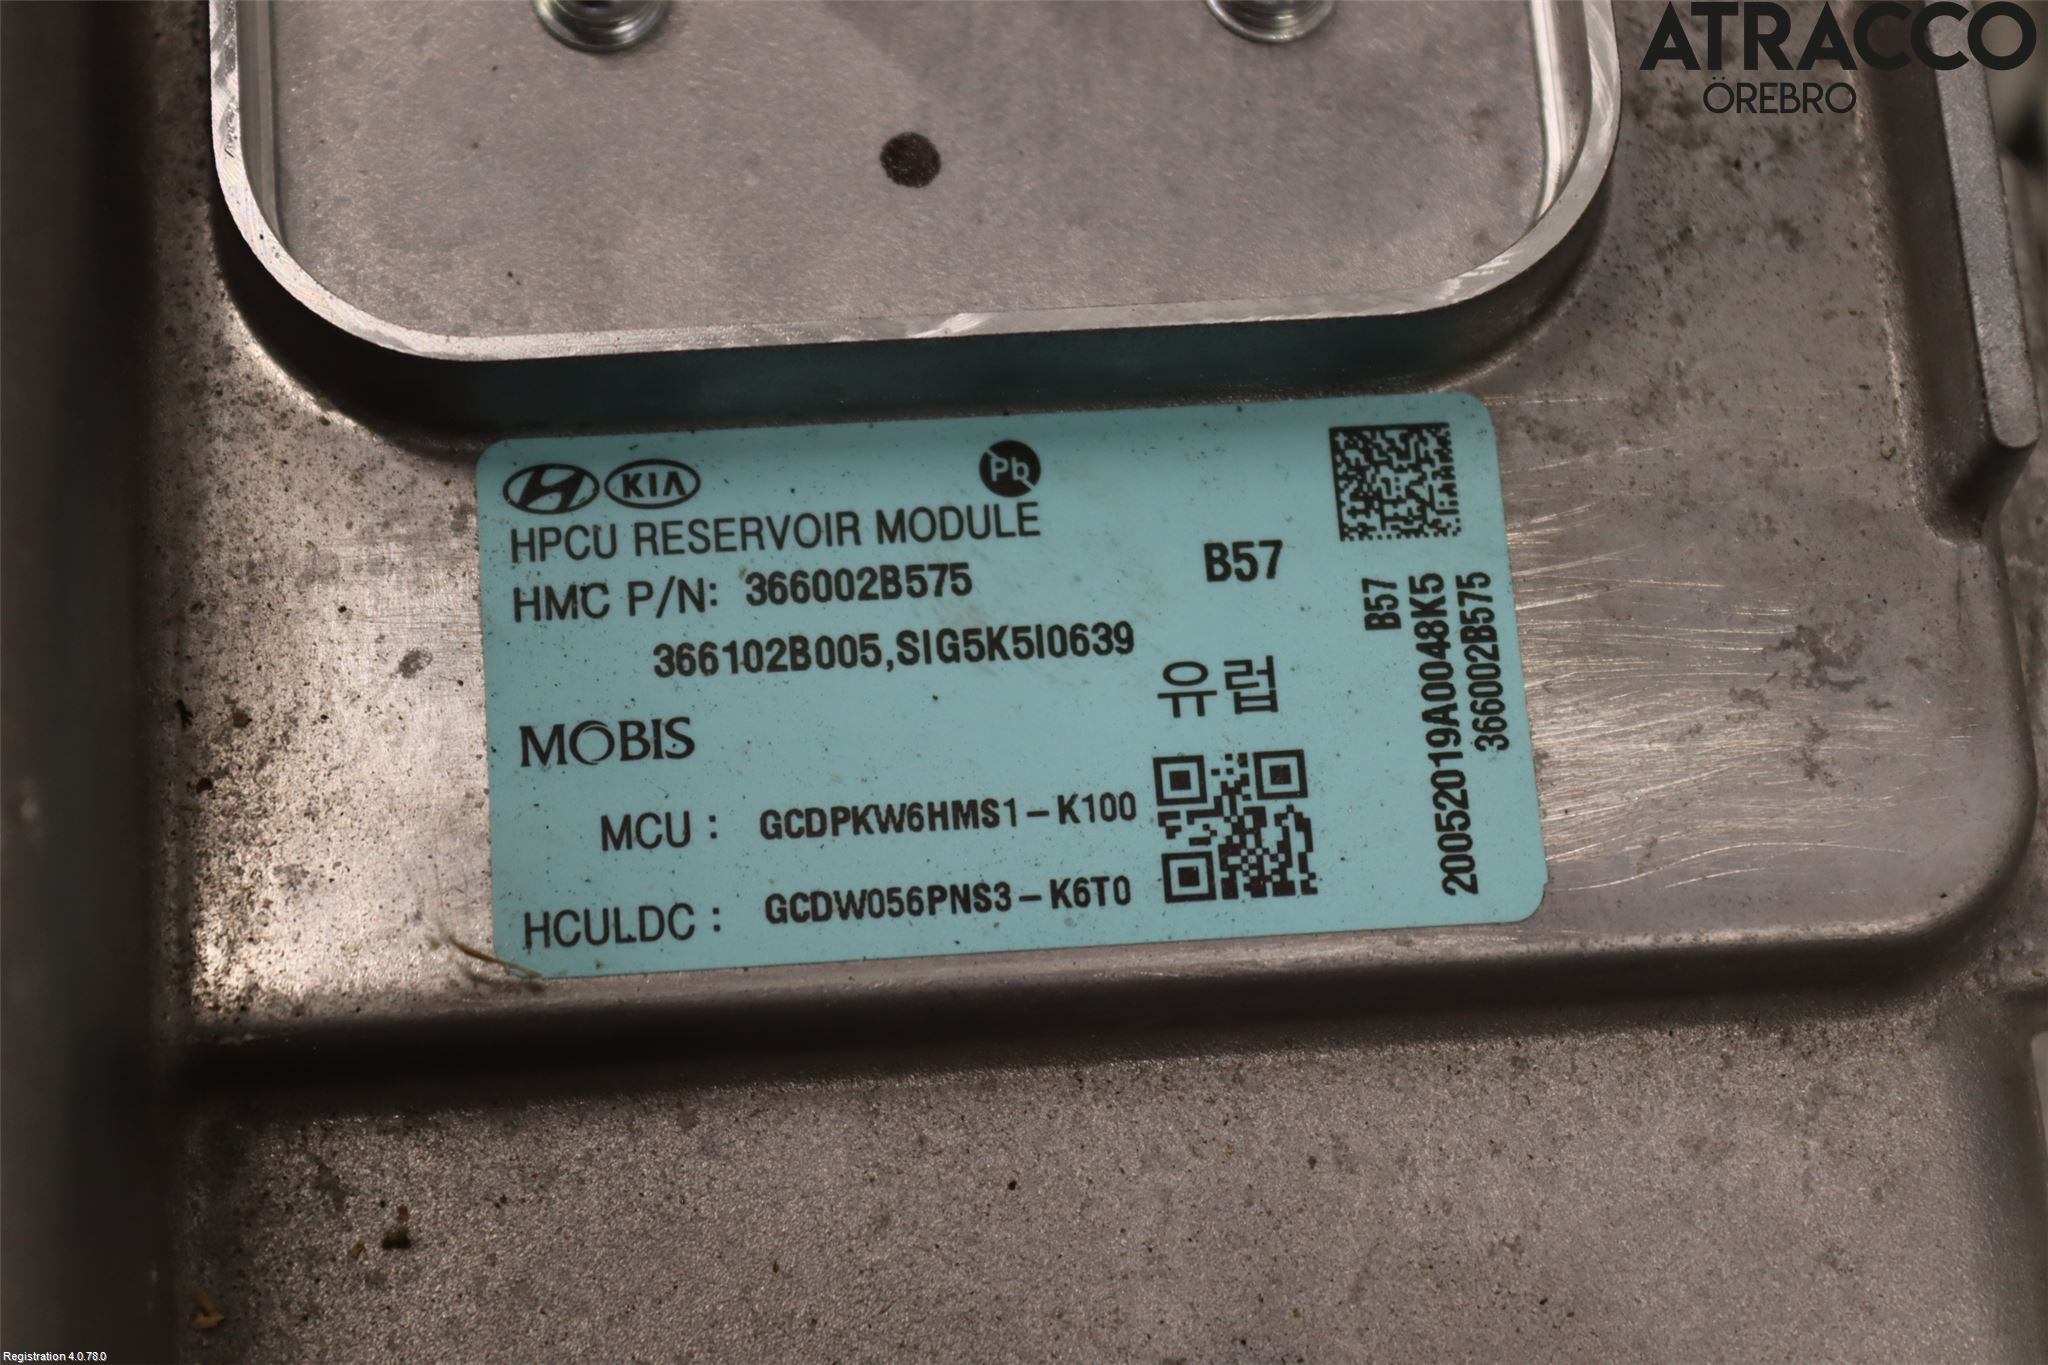 ATRACCO
ÖREBRO
KIA
Pb
HPCU RESERVOIR MODULE
HMC P/N: 366002B575
B57
366102B005,SIG5K5I0639
유럽
MOBIS
MCU : GCDPKW6HMS1-K100
HCULDC : GCDW056PNS3-K6T0
B57
20052019A0048K5
366002B575
Registration 4.0.78.0